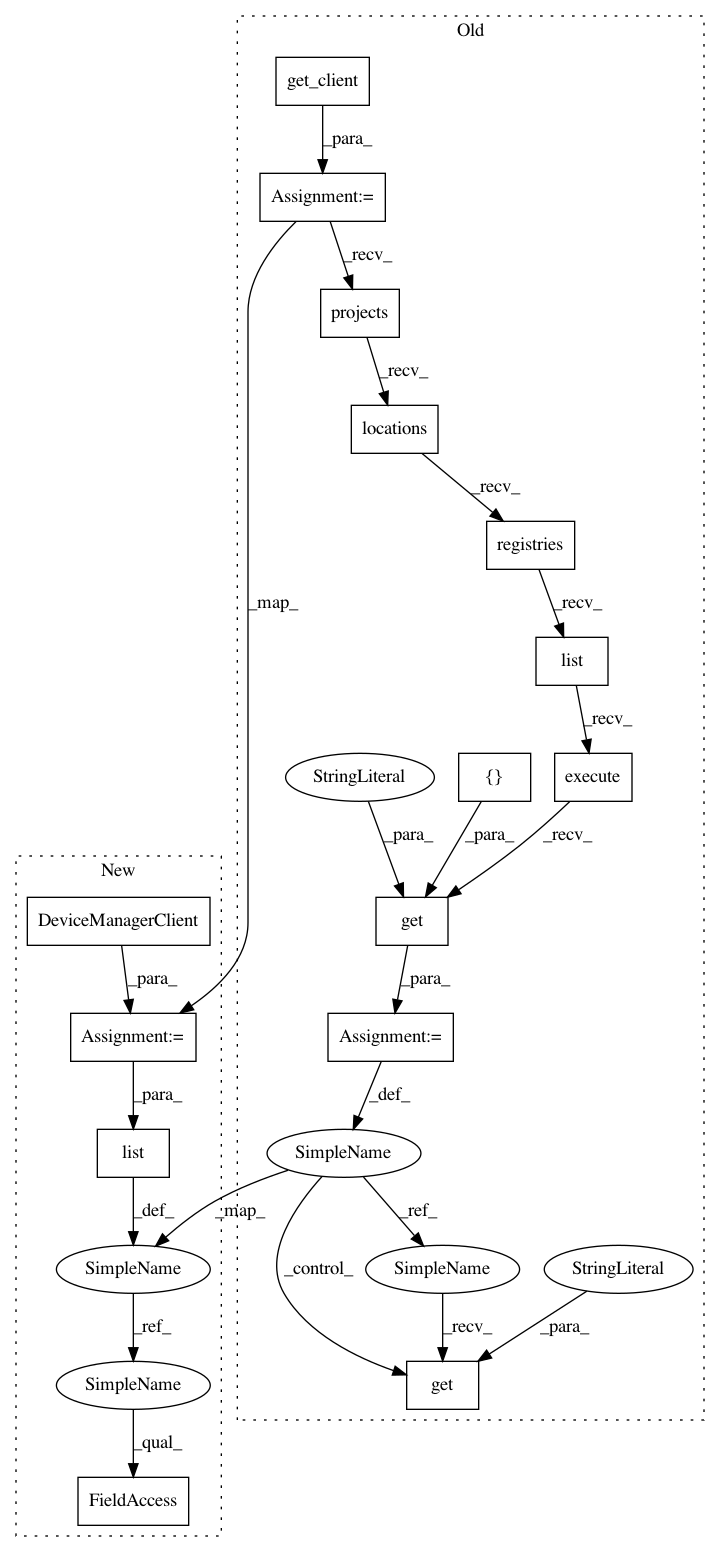 Old
get_client
_para_
Assignment:=
_recv_
projects
_recv_
locations
_recv_
registries
_map_
_recv_
list
_recv_
StringLiteral
{}
execute
_para_
_para_
_recv_
New
DeviceManagerClient
get
_para_
_para_
Assignment:=
Assignment:=
_para_
_def_
list
SimpleName
_def_
_map_
_ref_
SimpleName
_control_
SimpleName
StringLiteral
_ref_
_recv_
_para_
SimpleName
get
_qual_
FieldAccess